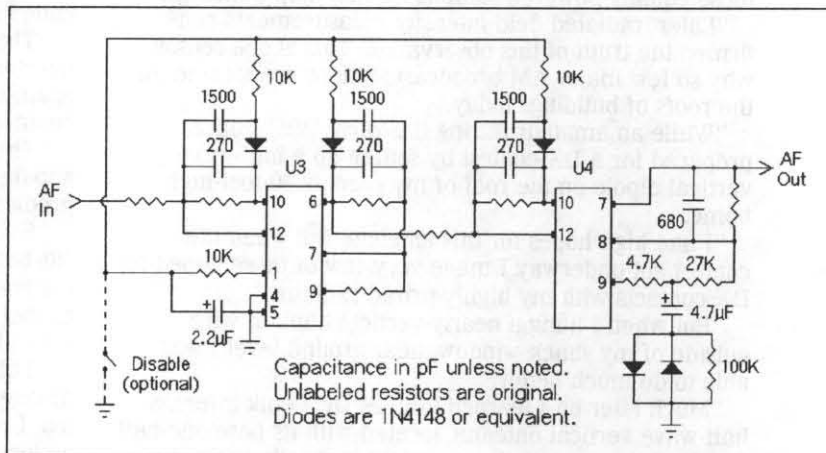 10K
10K
10K
1500
1500
1500
270
270
270
U3
U4
AF
In
AF
Out
10
12
6
7
9
10
12
7
8
9
680
10K
1
4
5
4.7K
27K
2.2µF
4.7µF
100K
Disable
(optional)
Capacitance in pF unless noted.
Unlabeled resistors are original.
Diodes are 1N4148 or equivalent.